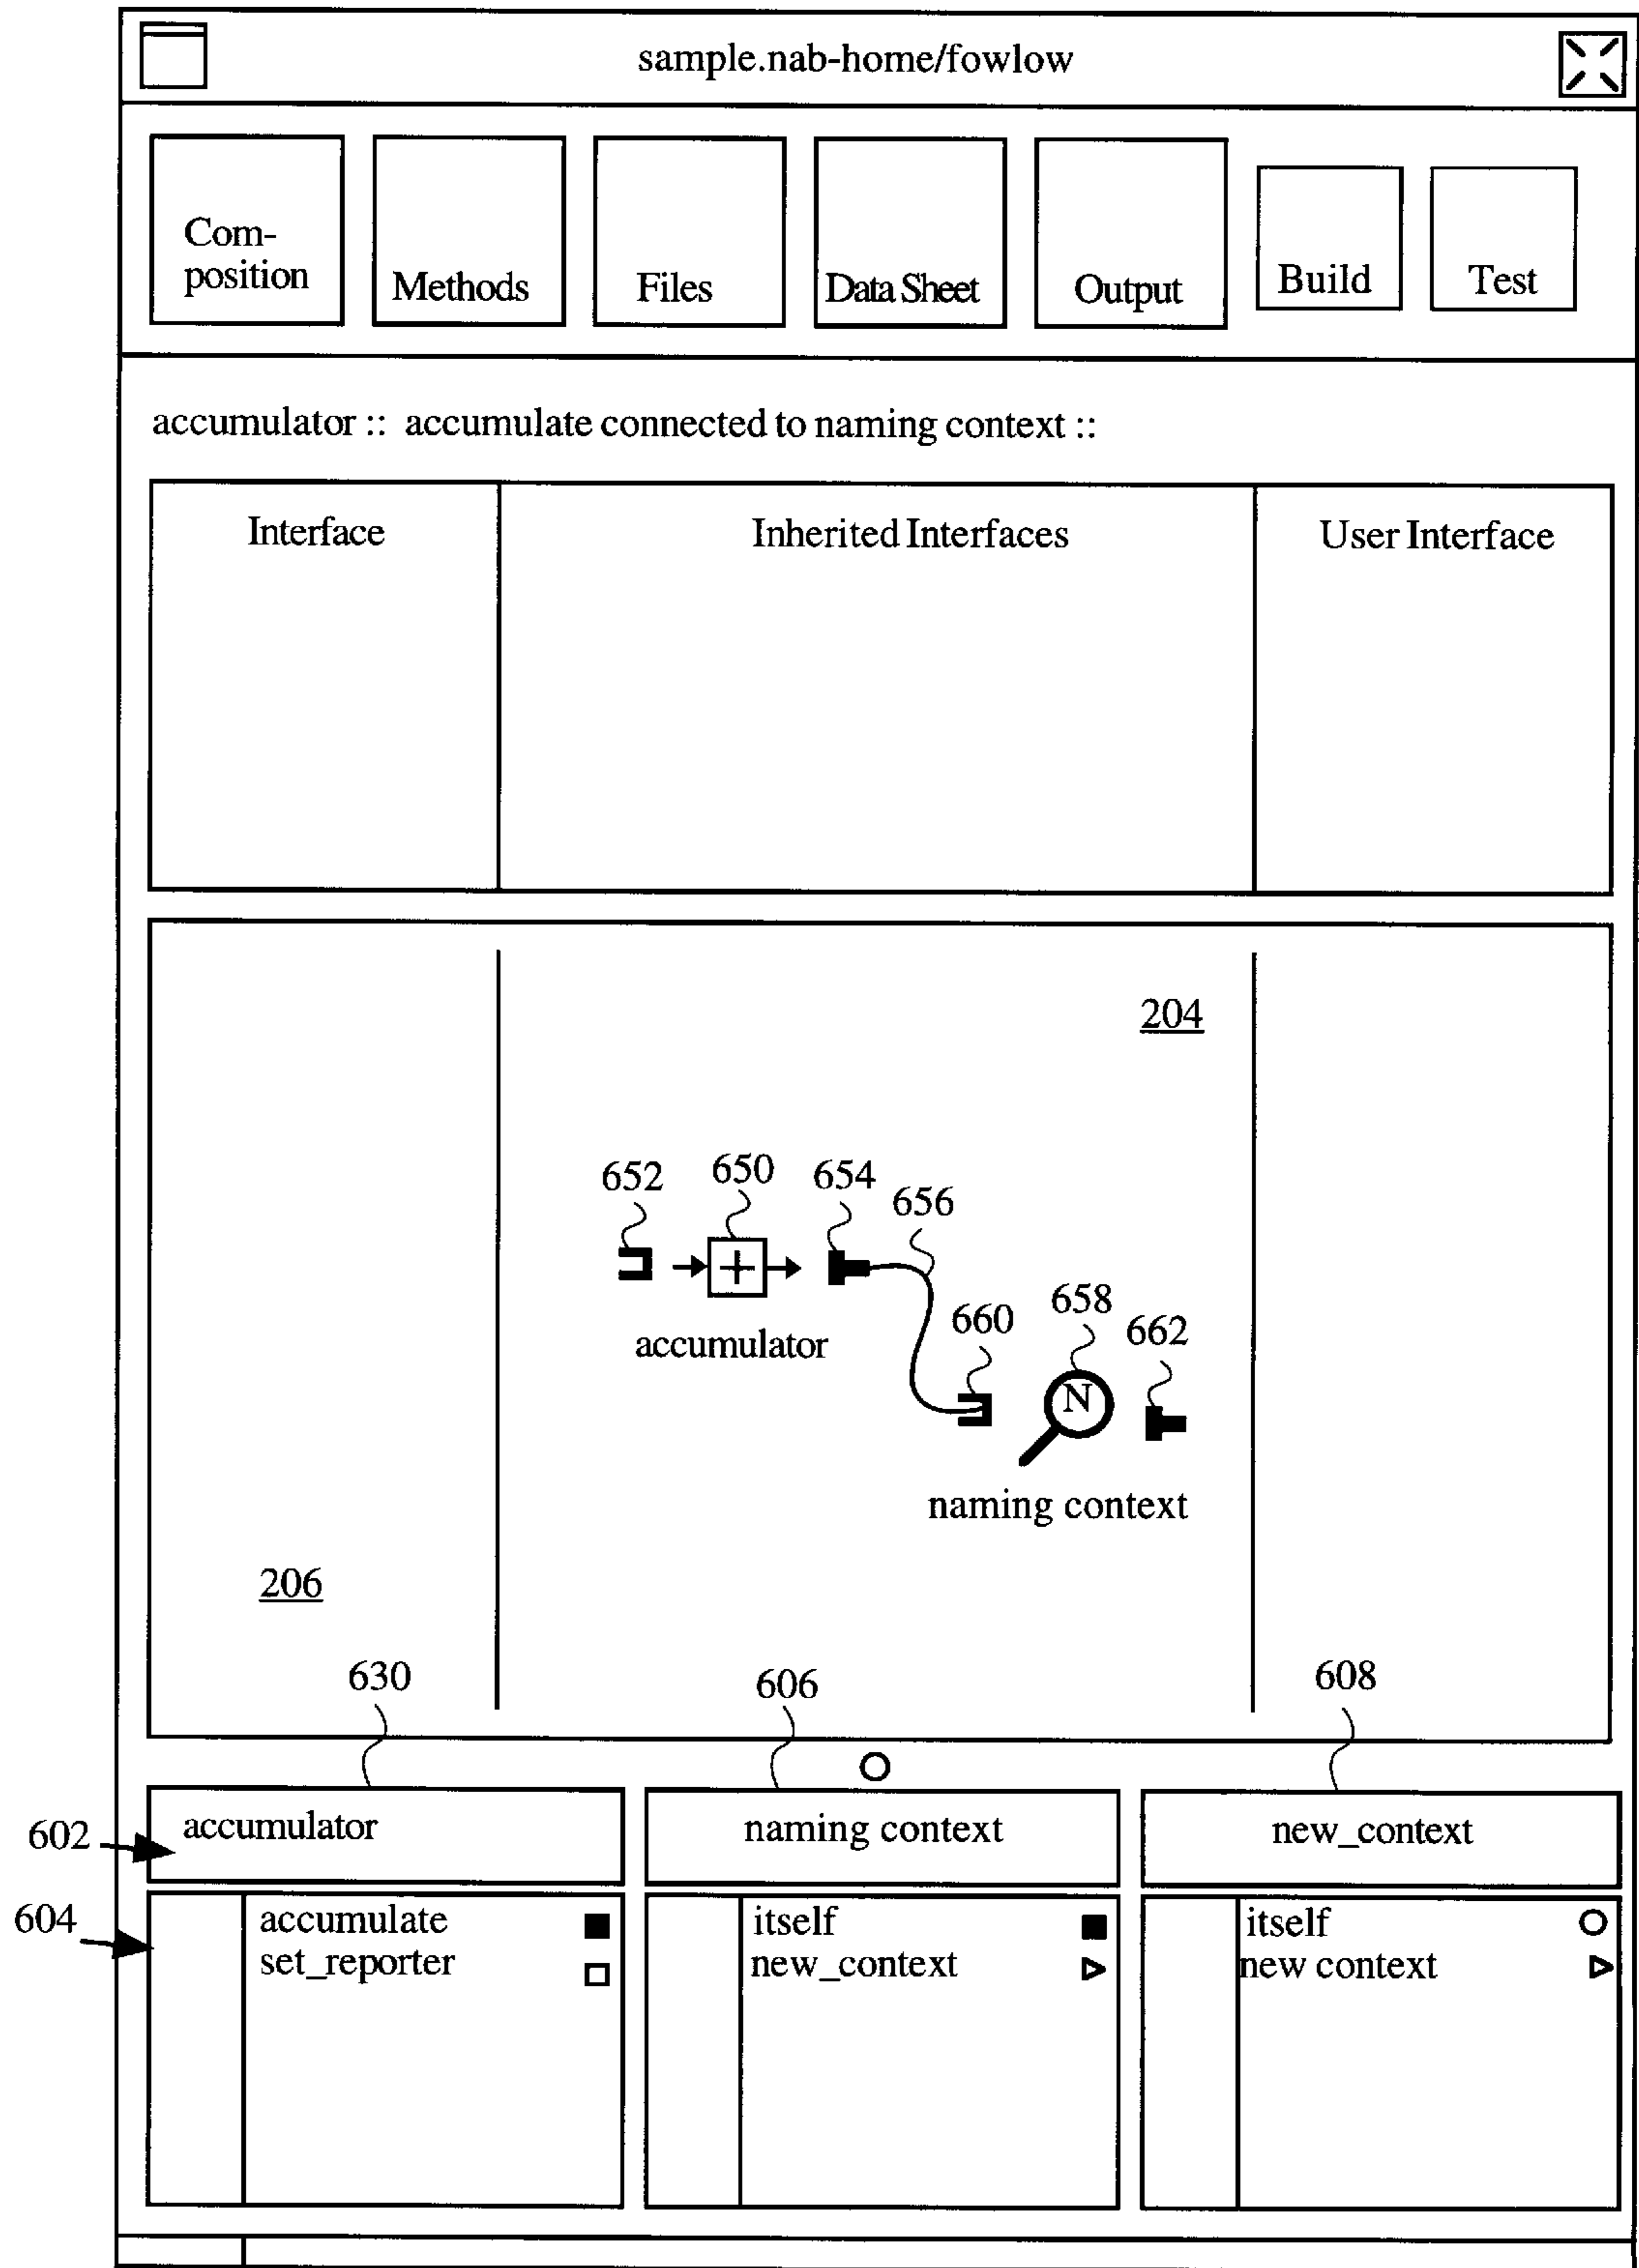 sample.nab-home/fowlow
Com-
position
Methods
Files
Data Sheet
Output
Build
Test
accumulator :: accumulate connected to naming context ::
Interface
Inherited Interfaces
User Interface
204
652
650
654
656
660
658
662
accumulator
N
naming context
206
630
606
608
602
accumulator
naming context
new_context
604
accumulate
set_reporter
itself
new_context
itself
new context